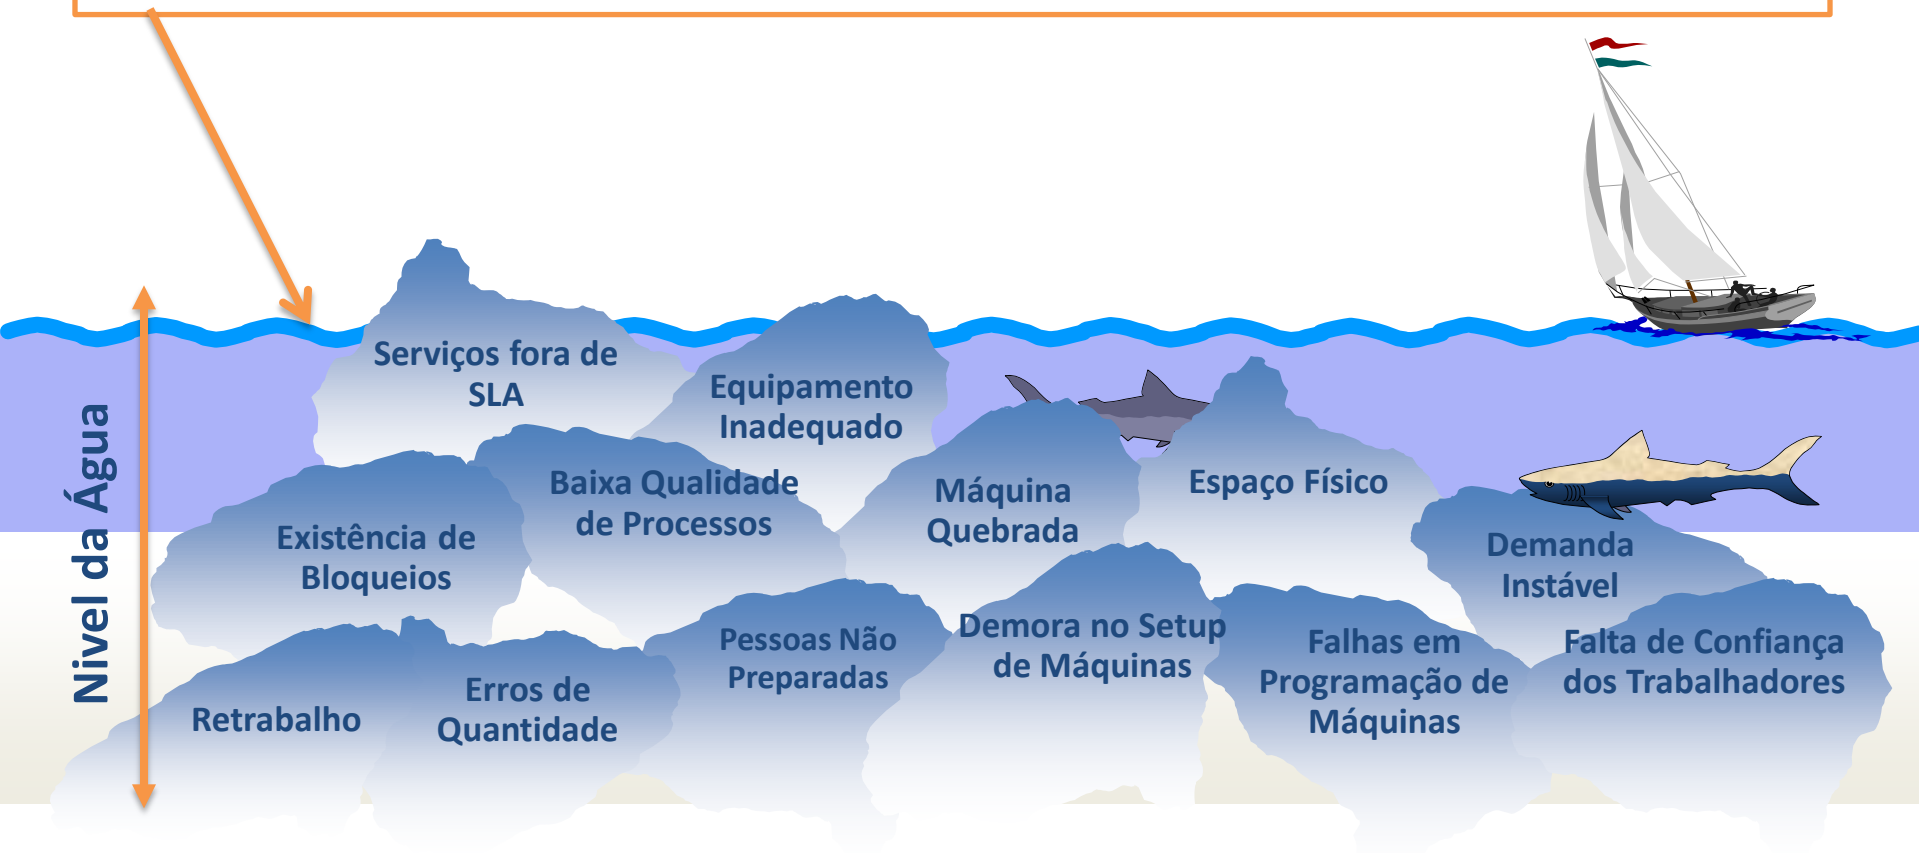 Nivel da Água
Serviços fora de
SLA
Equipamento
Inadequado
Baixa Qualidade
de Processos
Máquina
Quebrada
Espaço Físico
Existência de
Bloqueios
Demanda
Instável
Pessoas Não
Preparadas
Demora no Setup
de Máquinas
Falhas em
Programação de
Máquinas
Falta de Confiança
dos Trabalhadores
Retrabalho
Erros de
Quantidade